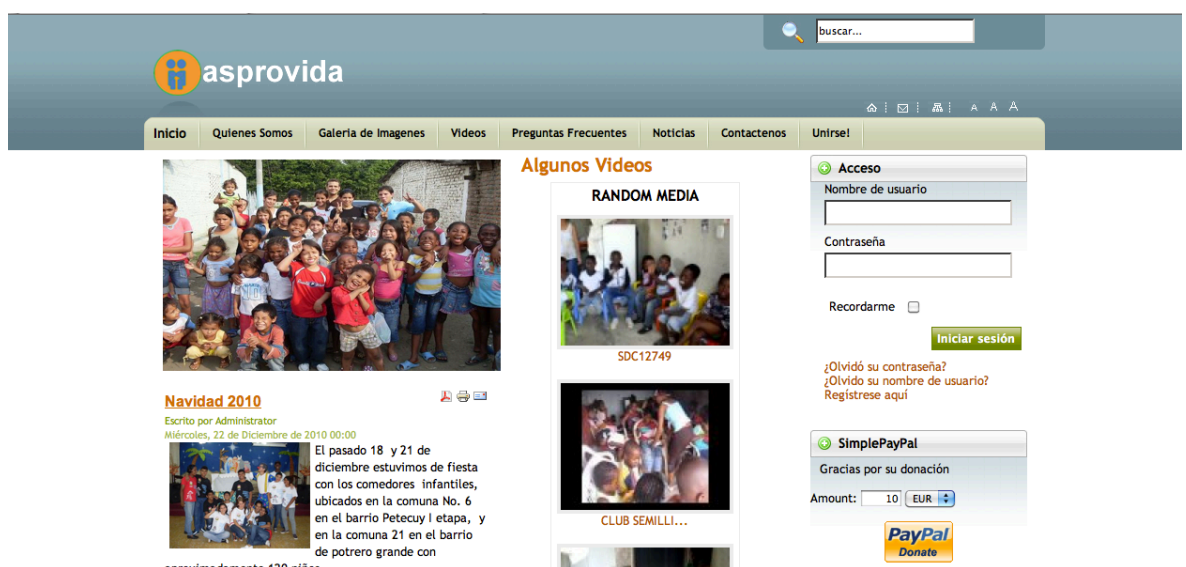 buscar...
asprovida
A A A
Inicio Quienes Somos Galeria de Imagenes Videos Preguntas Frecuentes Noticias Contactenos Unirse!
Navidad 2010
Escrito por Administrator
Miércoles, 22 de Diciembre de 2010 00:00
El pasado 18 y 21 de
diciembre estuvimos de fiesta
con los comedores infantiles,
ubicados en la comuna No. 6
en el barrio Petecuy I etapa, y
en la comuna 21 en el barrio
de potrero grande con
aproximadamente 120 niños
Algunos Videos
RANDOM MEDIA
SDC12749
CLUB SEMILLI...
Acceso
Nombre de usuario
Contraseña
Recordarme
Iniciar sesión
¿Olvidó su contraseña?
¿Olvido su nombre de usuario?
Regístrese aquí
SimplePayPal
Gracias por su donación
Amount: 10 EUR
PayPal
Donate